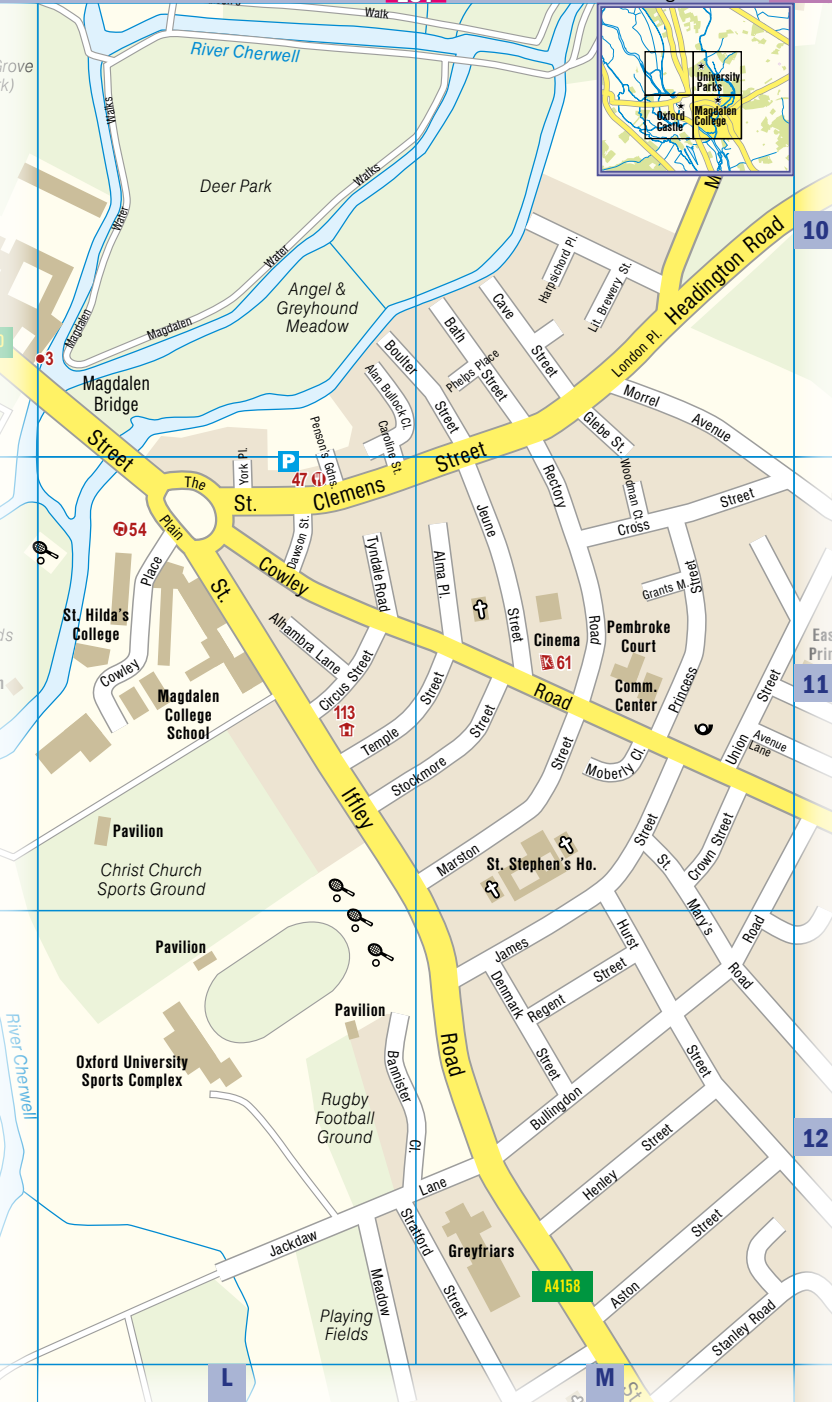 Walk
River Cherwell
Grove
k)
Walks
Deer Park
Walks
Water
Water
Magdalen
Magdalen
Angel &
Greyhound
Meadow
University
Parks
Oxford
Castle
Magdalen
College
M
10
Headington Road
London Pl.
Harpsichord Pl.
Lit. Brewery St.
Cave
Street
Bath
Street
Phelps Place
Boulter
Street
Alan Bullock Cl.
Caroline St.
3
Magdalen
Bridge
Street
Morrel
Avenue
Glebe St.
Woodman Ct.
York Pl.
P
Penson's Gdns.
47
The
Plain
St.
Clemens
Street
Rectory
Road
Cross
Street
54
Place
Cowley
Dawson St.
Cowley
Road
St.
Iffley
Road
Tyndale Road
Alma Pl.
Jeune
Street
Grants M.
Street
Princess
St. Hilda's
College
Alhambra Lane
Circus Street
Cinema
61
Pembroke
Court
Comm.
Center
Eas
Prin
ds
11
Magdalen
College
School
113
Temple
Street
Stockmore
Street
Marston
Street
Moberly Cl.
Union
Street
Avenue
Lane
Pavilion
Christ Church
Sports Ground
St. Stephen's Ho.
James
Street
St.
Mary's
Road
Crown Street
Road
Pavilion
Hurst
Street
Denmark
Street
Regent
Street
Pavilion
River Cherwell
Oxford University
Sports Complex
Rugby
Football
Ground
Bannister
Cl.
Bullingdon
12
Henley
Street
Lane
Jackdaw
Stratford
Street
Greyfriars
A4158
Aston
Street
Stanley Road
Meadow
Playing
Fields
L
M
St